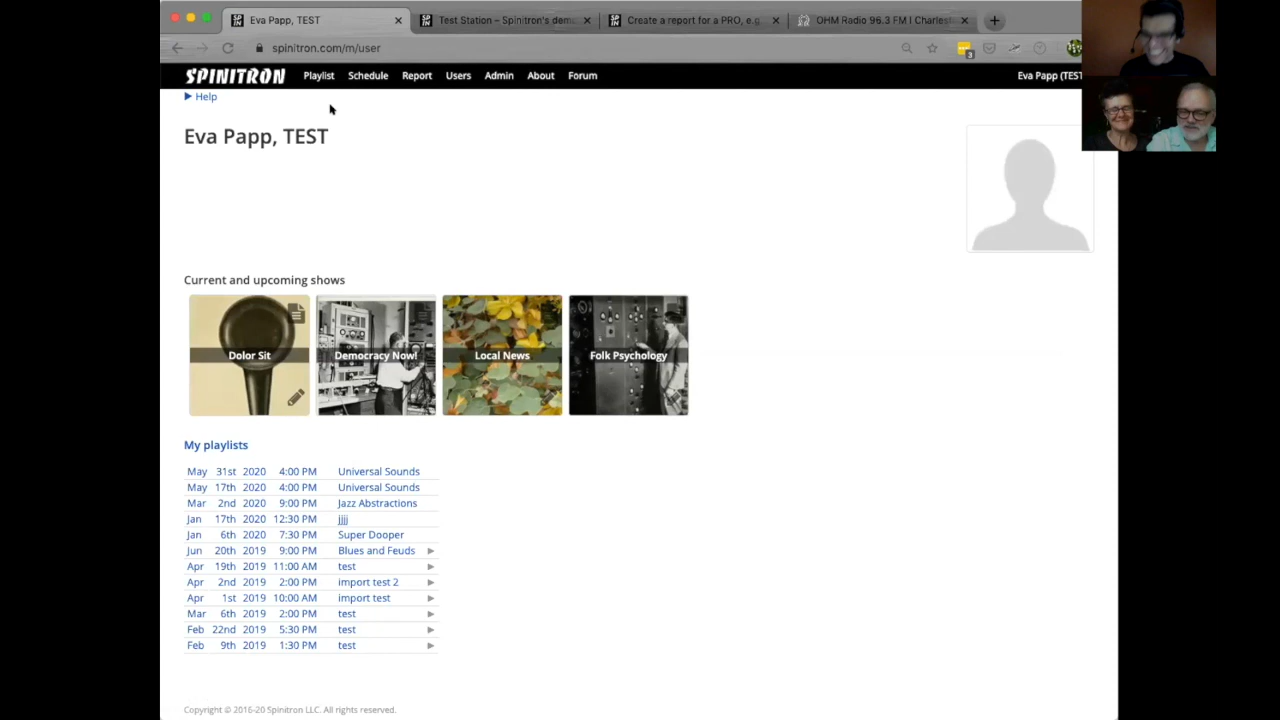 Eva Papp, TEST
Test Station – Spinitron's dem
Create a report for a PRO, e.g
OHM Radio 96.3 FM | Charlest
spinitron.com/m/user
3
SPINITRON Playlist Schedule Report Users Admin About Forum Eva Papp (TEST
Help
Eva Papp, TEST
Current and upcoming shows
Dolor Sit
Democracy Now!
Local News
Folk Psychology
My playlists
May 31st 2020 4:00 PM Universal Sounds
May 17th 2020 4:00 PM Universal Sounds
Mar 2nd 2020 9:00 PM Jazz Abstractions
Jan 17th 2020 12:30 PM jjjj
Jan 6th 2020 7:30 PM Super Dooper
Jun 20th 2019 9:00 PM Blues and Feuds
Apr 19th 2019 11:00 AM test
Apr 2nd 2019 2:00 PM import test 2
Apr 1st 2019 10:00 AM import test
Mar 6th 2019 2:00 PM test
Feb 22nd 2019 5:30 PM test
Feb 9th 2019 1:30 PM test
Copyright © 2016-20 Spinitron LLC. All rights reserved.